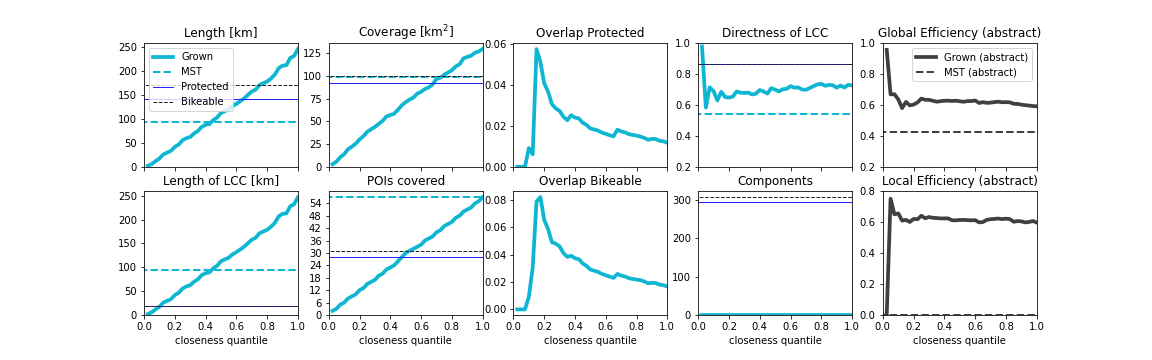 Length [km]
Coverage [km²]
Overlap Protected
Directness of LCC
Global Efficiency (abstract)
250
200
150
100
50
0
Grown
MST
Protected
Bikeable
125
100
75
50
25
0
0.06
0.04
0.02
0.00
1.0
0.8
0.6
0.4
0.2
1.0
0.8
0.6
0.4
0.2
Grown (abstract)
MST (abstract)
Length of LCC [km]
POIs covered
Overlap Bikeable
Components
Local Efficiency (abstract)
250
200
150
100
50
0
0.0 0.2 0.4 0.6 0.8 1.0
closeness quantile
54
48
42
36
30
24
18
12
6
0
0.0 0.2 0.4 0.6 0.8 1.0
closeness quantile
0.08
0.06
0.04
0.02
0.00
0.0 0.2 0.4 0.6 0.8 1.0
closeness quantile
300
200
100
0
0.0 0.2 0.4 0.6 0.8 1.0
closeness quantile
0.8
0.6
0.4
0.2
0.0
0.0 0.2 0.4 0.6 0.8 1.0
closeness quantile